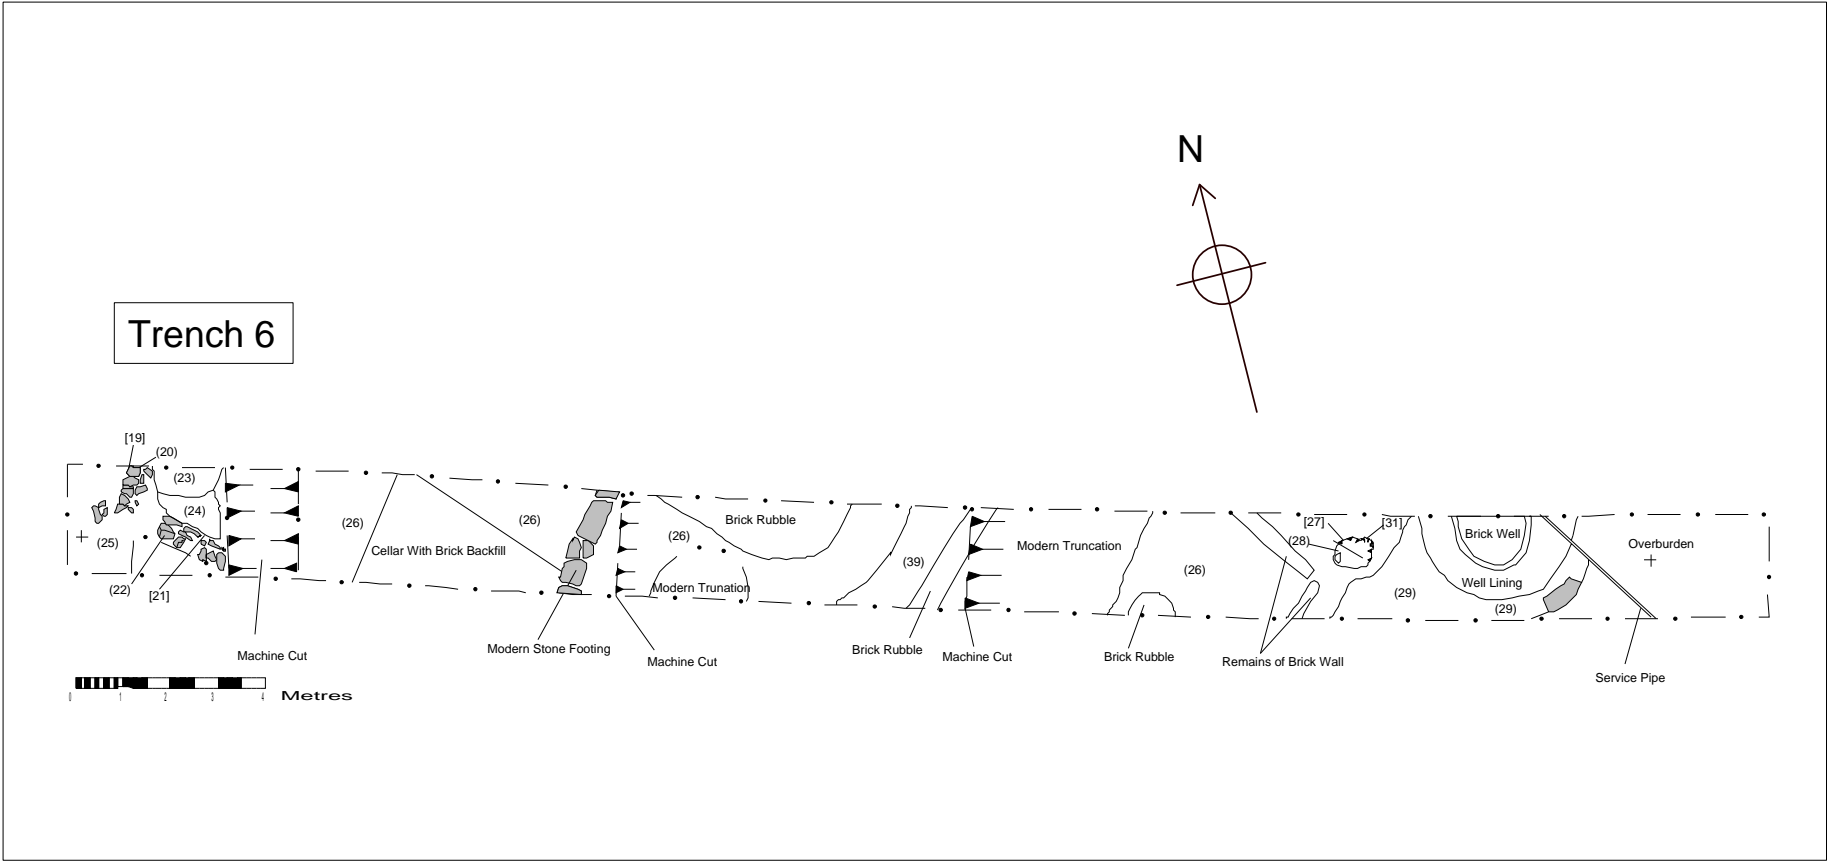 N
Trench 6
[19]
(20)
(23)
(24)
(25)
(22)
[21]
Machine Cut
(26)
Cellar With Brick Backfill
(26)
Modern Stone Footing
Machine Cut
(26)
Brick Rubble
Modern Trunation
(39)
Brick Rubble
Machine Cut
Modern Truncation
Brick Rubble
(26)
Remains of Brick Wall
[27]
(28)
[31]
(29)
Brick Well
Well Lining
(29)
Overburden
Service Pipe
0 1 2 3 4
Metres